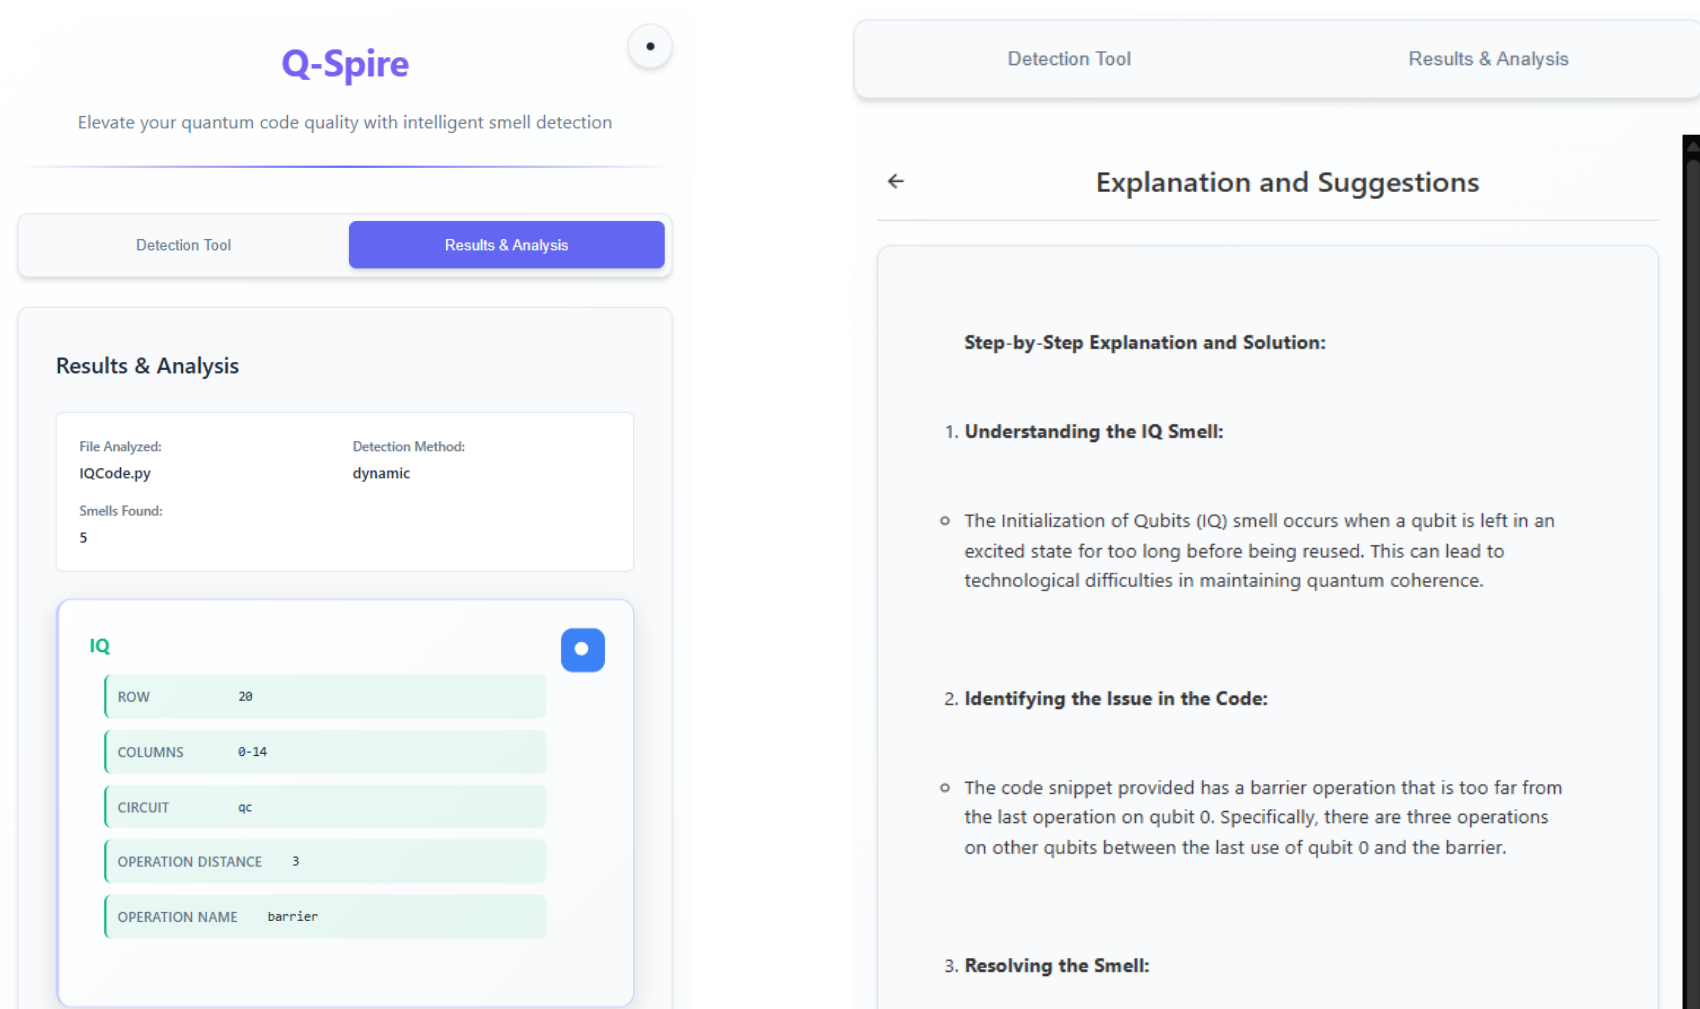 Q-Spire
Elevate your quantum code quality with intelligent smell detection
Detection Tool
Results & Analysis
Results & Analysis
File Analyzed:
IQCode.py
Detection Method:
dynamic
Smells Found:
5
IQ
ROW 20
COLUMNS 0-14
CIRCUIT qc
OPERATION DISTANCE 3
OPERATION NAME barrier
Detection Tool
Results & Analysis
Explanation and Suggestions
Step-by-Step Explanation and Solution:
1. Understanding the IQ Smell:
The Initialization of Qubits (IQ) smell occurs when a qubit is left in an
excited state for too long before being reused. This can lead to
technological difficulties in maintaining quantum coherence.
2. Identifying the Issue in the Code:
The code snippet provided has a barrier operation that is too far from
the last operation on qubit 0. Specifically, there are three operations
on other qubits between the last use of qubit 0 and the barrier.
3. Resolving the Smell: